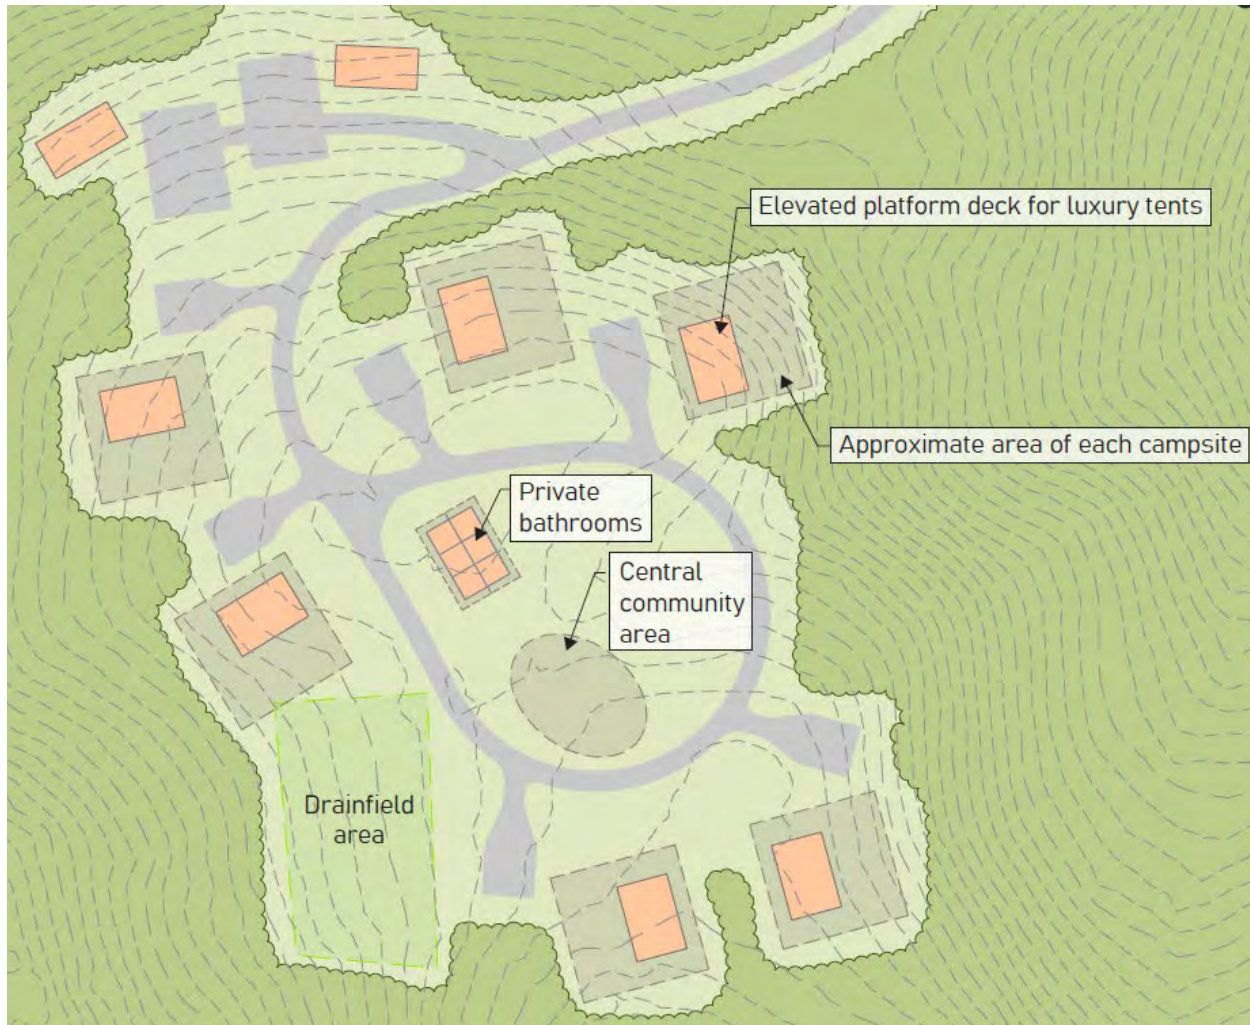 Elevated platform deck for luxury tents
Approximate area of each campsite
Private
bathrooms
Central
community
area
Drainfield
area